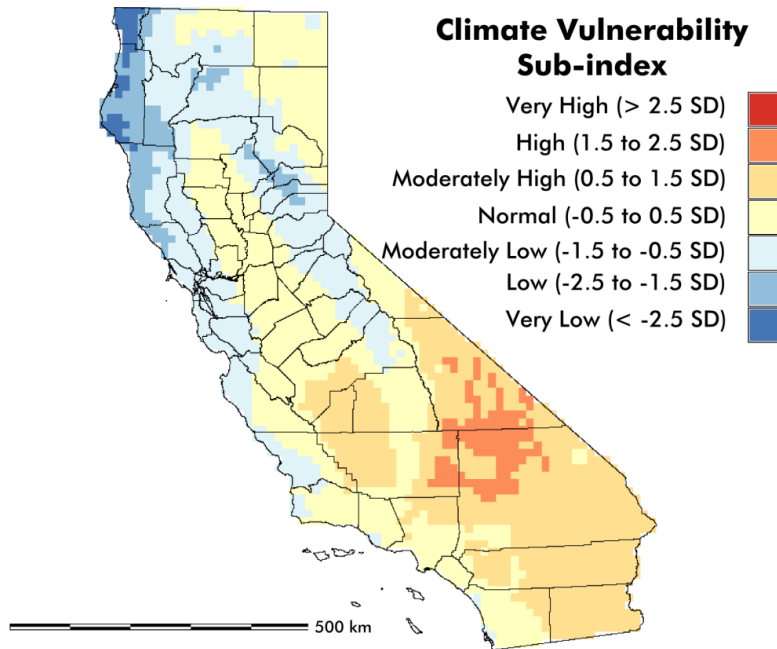 Climate Vulnerability
Sub-index
Very High (> 2.5 SD)
High (1.5 to 2.5 SD)
Moderately High (0.5 to 1.5 SD)
Normal (-0.5 to 0.5 SD)
Moderately Low (-1.5 to -0.5 SD)
Low (-2.5 to -1.5 SD)
Very Low (< -2.5 SD)
500 km